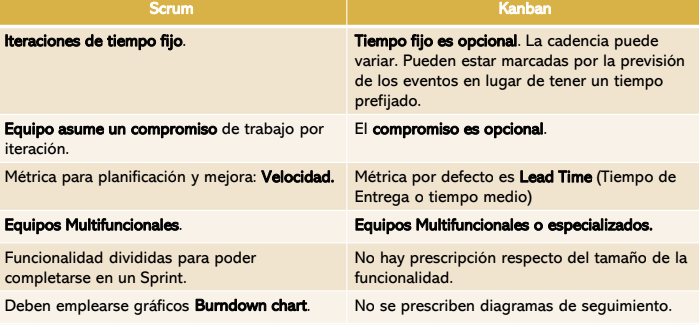 Scrum
Kanban
Iteraciones de tiempo fijo.
Tiempo fijo es opcional. La cadencia puede
variar. Pueden estar marcadas por la previsión
de los eventos en lugar de tener un tiempo
prefijado.
Equipo asume un compromiso de trabajo por
iteración.
El compromiso es opcional.
Métrica para planificación y mejora: Velocidad.
Métrica por defecto es Lead Time (Tiempo de
Entrega o tiempo medio)
Equipos Multifuncionales.
Equipos Multifuncionales o especializados.
Funcionalidad divididas para poder
completarse en un Sprint.
No hay prescripción respecto del tamaño de la
funcionalidad.
Deben emplearse gráficos Burndown chart.
No se prescriben diagramas de seguimiento.